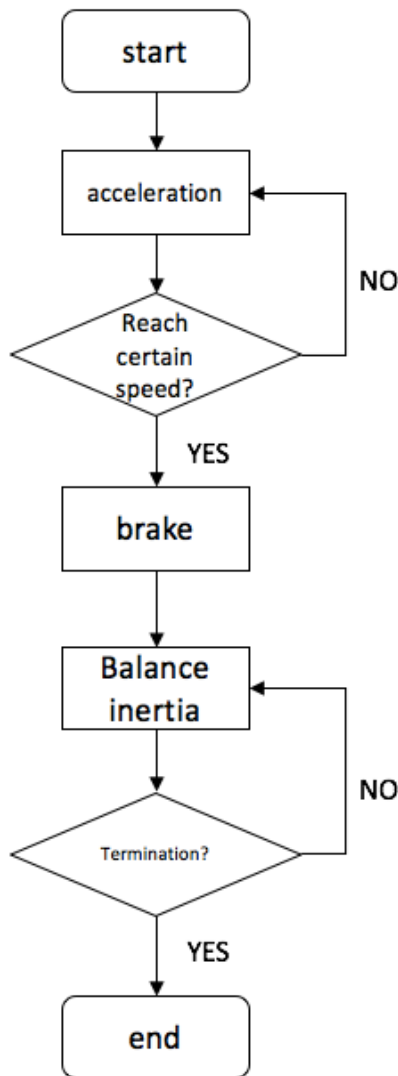 start
acceleration
NO
Reach
certain
speed?
YES
brake
Balance
inertia
NO
Termination?
YES
end